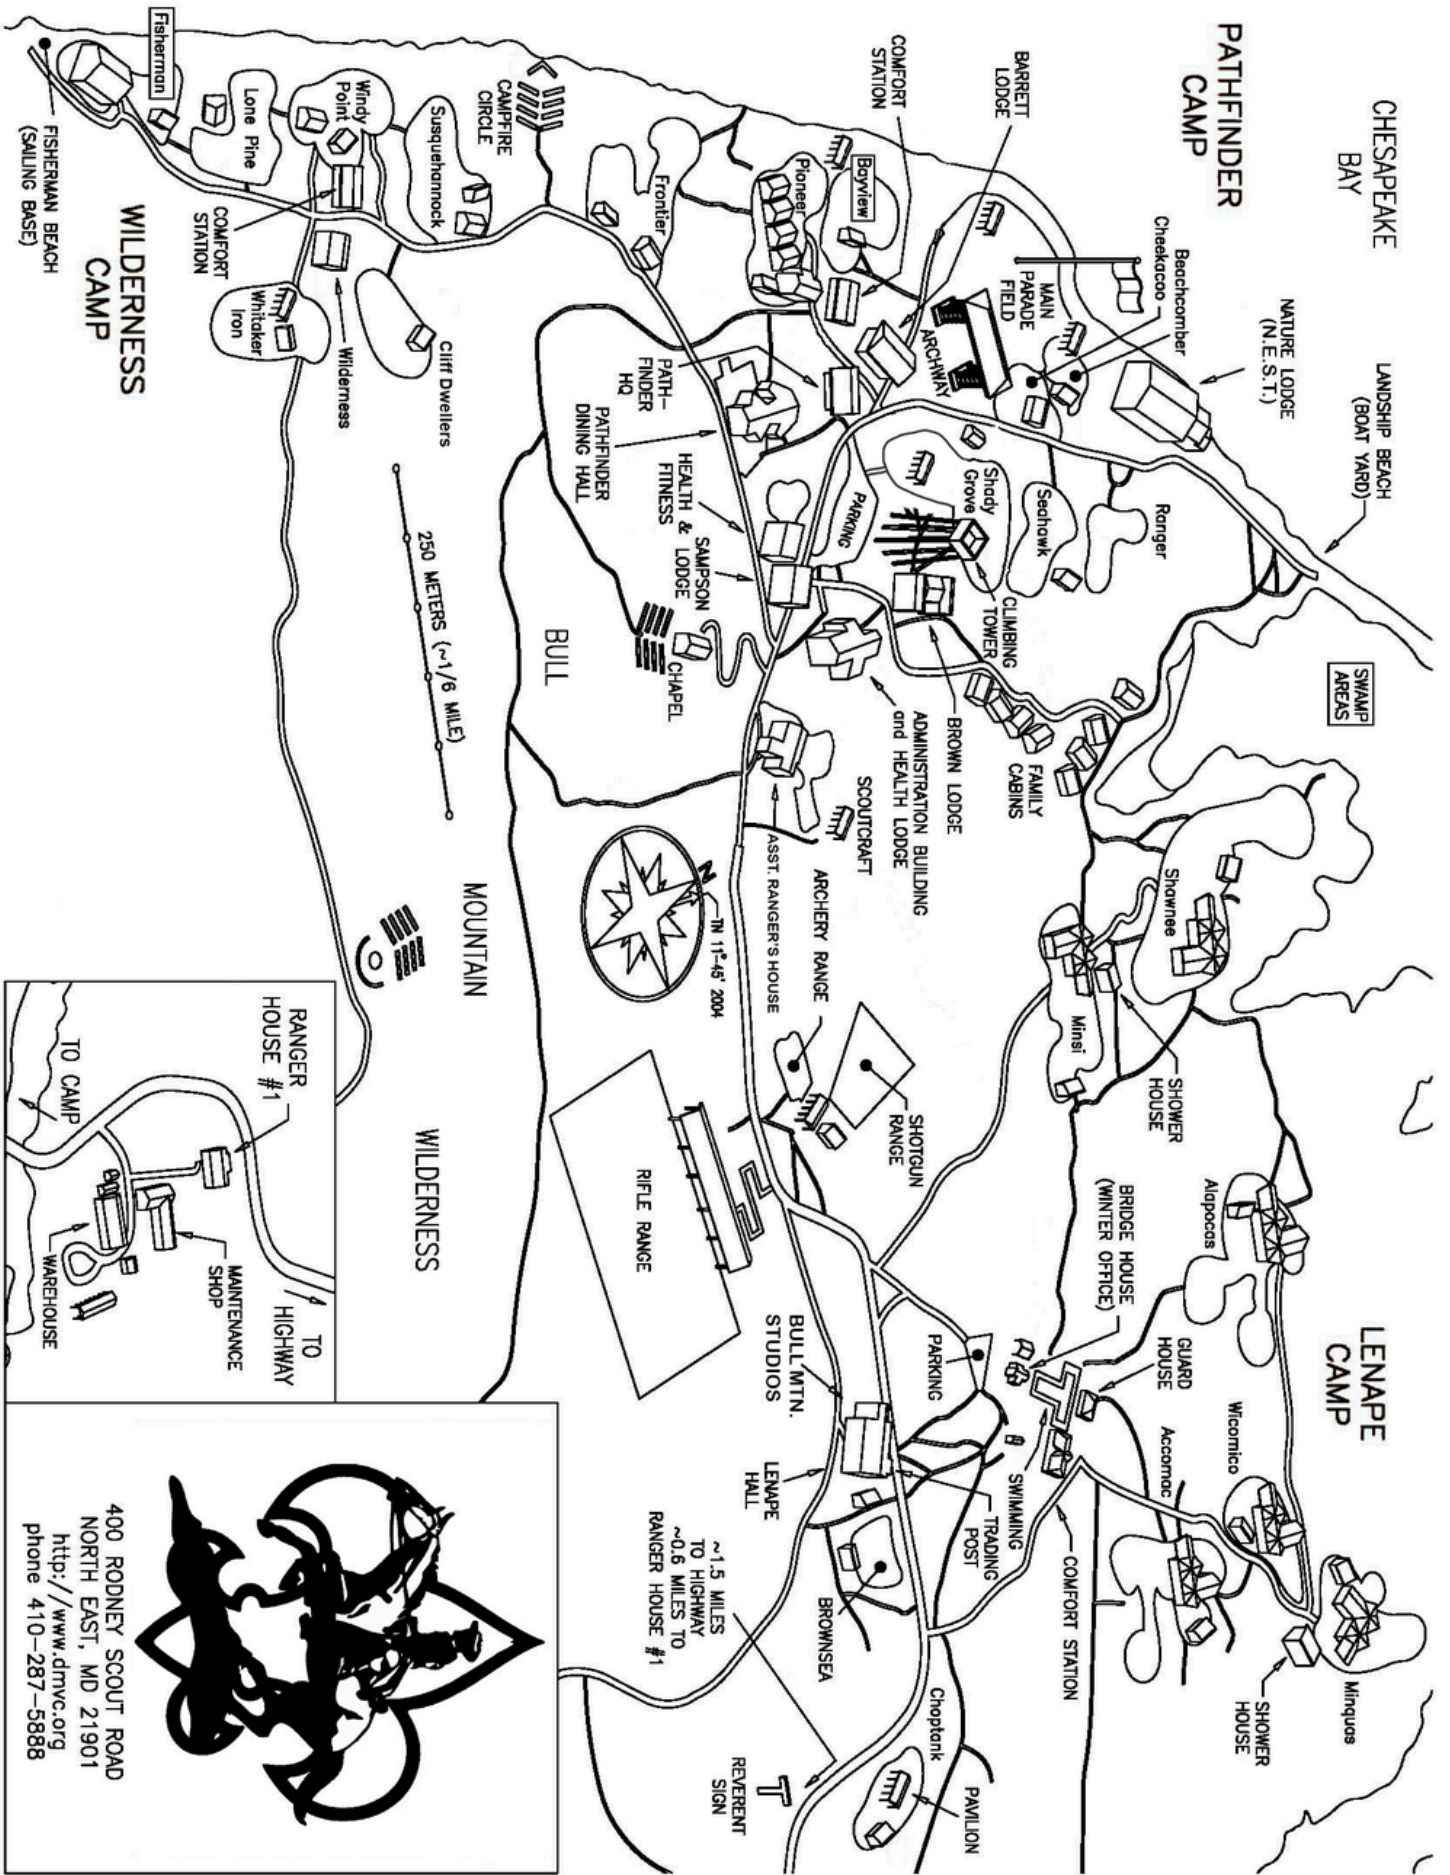 CHESAPEAKE
BAY
PATHFINDER
CAMP
LANDSHIP BEACH
(BOAT YARD)
NATURE LODGE
(N.E.S.T.)
Beachcomber
Cheekacoo
BARRETT
LODGE
COMFORT
STATION
MAIN
PARADE
FIELD
ARCHWAY
Bayview
Pioneer
Frontier
CAMPFIRE
CIRCLE
Susquehannock
Windy
Point
Lone Pine
Fisherman
FISHERMAN BEACH
(SAILING BASE)
COMFORT
STATION
WILDERNESS
CAMP
Whitaker
Iron
Wilderness
Cliff Dwellers
PATH-
FINDER
HQ
PATHFINDER
DINING HALL
HEALTH &
FITNESS
SAMPSON
LODGE
PARKING
Shady
Grove
Seahawk
Ranger
CLIMBING
TOWER
BROWN LODGE
ADMINISTRATION BUILDING
and HEALTH LODGE
FAMILY
CABINS
SWAMP
AREAS
CHAPEL
250 METERS (~1/6 MILE)
BULL
MOUNTAIN
WILDERNESS
SCOUTCRAFT
ASST. RANGER'S HOUSE
N
TN 11°-45' 2004
ARCHERY RANGE
SHOTGUN
RANGE
RIFLE RANGE
Shawnee
Minsi
SHOWER
HOUSE
Alapocas
LENAPE
CAMP
BRIDGE HOUSE
(WINTER OFFICE)
GUARD
HOUSE
Accomac
Wicomico
Minquas
SHOWER
HOUSE
PARKING
SWIMMING
TRADING
POST
COMFORT STATION
BULL MTN.
STUDIOS
LENAPE
HALL
BROWNSEA
Choptank
PAVILION
REVERENT
SIGN
~1.5 MILES
TO HIGHWAY
~0.6 MILES TO
RANGER HOUSE #1
RANGER
HOUSE #1
TO CAMP
TO
HIGHWAY
MAINTENANCE
SHOP
WAREHOUSE
400 RODNEY SCOUT ROAD
NORTH EAST, MD 21901
http://www.dmvc.org
phone 410-287-5888